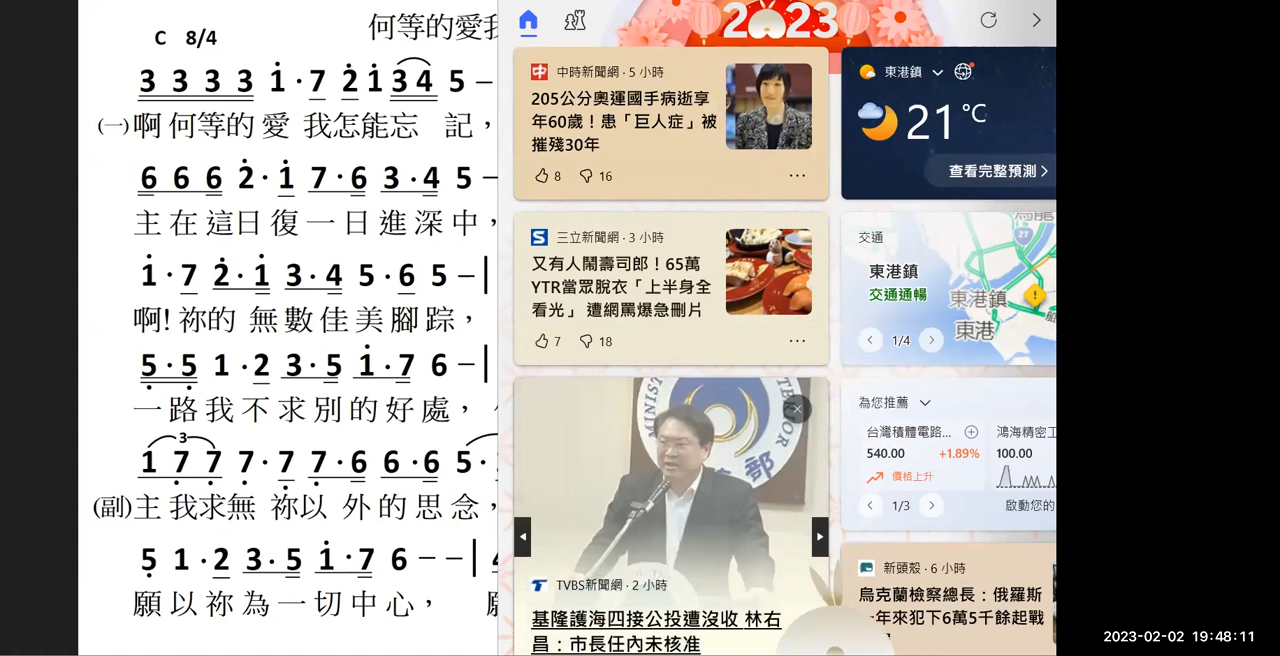 何等的愛我
C 8/4
3 3 3 3 1 · 7 2 1 3 4 5 –
(一)啊 何等的 愛 我怎能忘 記，
6 6 6 2 · 1 7 · 6 3 · 4 5 –
主 在 這日 復 一 日 進 深 中，
1 · 7 2 · 1 3 · 4 5 · 6 5 – |
啊! 祢的 無 數 佳 美 腳 踪，
5 · 5 1 · 2 3 · 5 1 · 7 6 – |
一 路 我 不 求 別 的 好 處，
3
1 7 7 7 · 7 7 · 6 6 · 6 5 ·
(副)主 我求無 祢以 外 的 思 念，
5 1 · 2 3 · 5 1 · 7 6 – – |
願 以 祢 為 一 切 中 心，
2023
中時新聞網 · 5 小時
205公分奧運國手病逝享
年60歲！患「巨人症」被
摧殘30年
8 16
三立新聞網 · 3 小時
又有人鬧壽司郎！65萬
YTR當眾脫衣「上半身全
看光」 遭網罵爆急刪片
7 18
MINIST
TERIOR
部
TVBS新聞網 · 2 小時
基隆護海四接公投遭沒收 林右
昌：市長任內未核准
東港鎮
21 °C
查看完整預測
交通
東港鎮
交通通暢
1/4
27
東港鎮
東港
為您推薦
台灣積體電路...
540.00 +1.89%
價格上升
鴻海精密工
100.00
1/3
啟動您的
新頭殼 · 6 小時
烏克蘭檢察總長：俄羅斯
年來犯下6萬5千餘起戰
2023-02-02 19:48:11